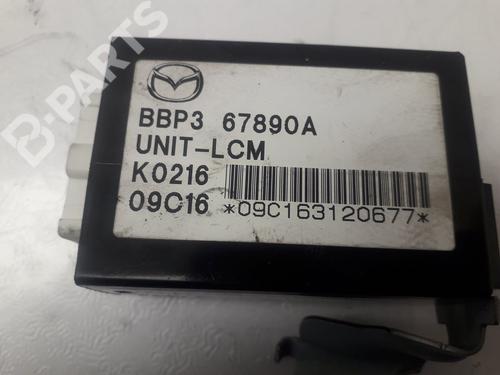 B-PARTS
BBP3 67890A
UNIT-LCM
K0216
09C16 *09C163120677*